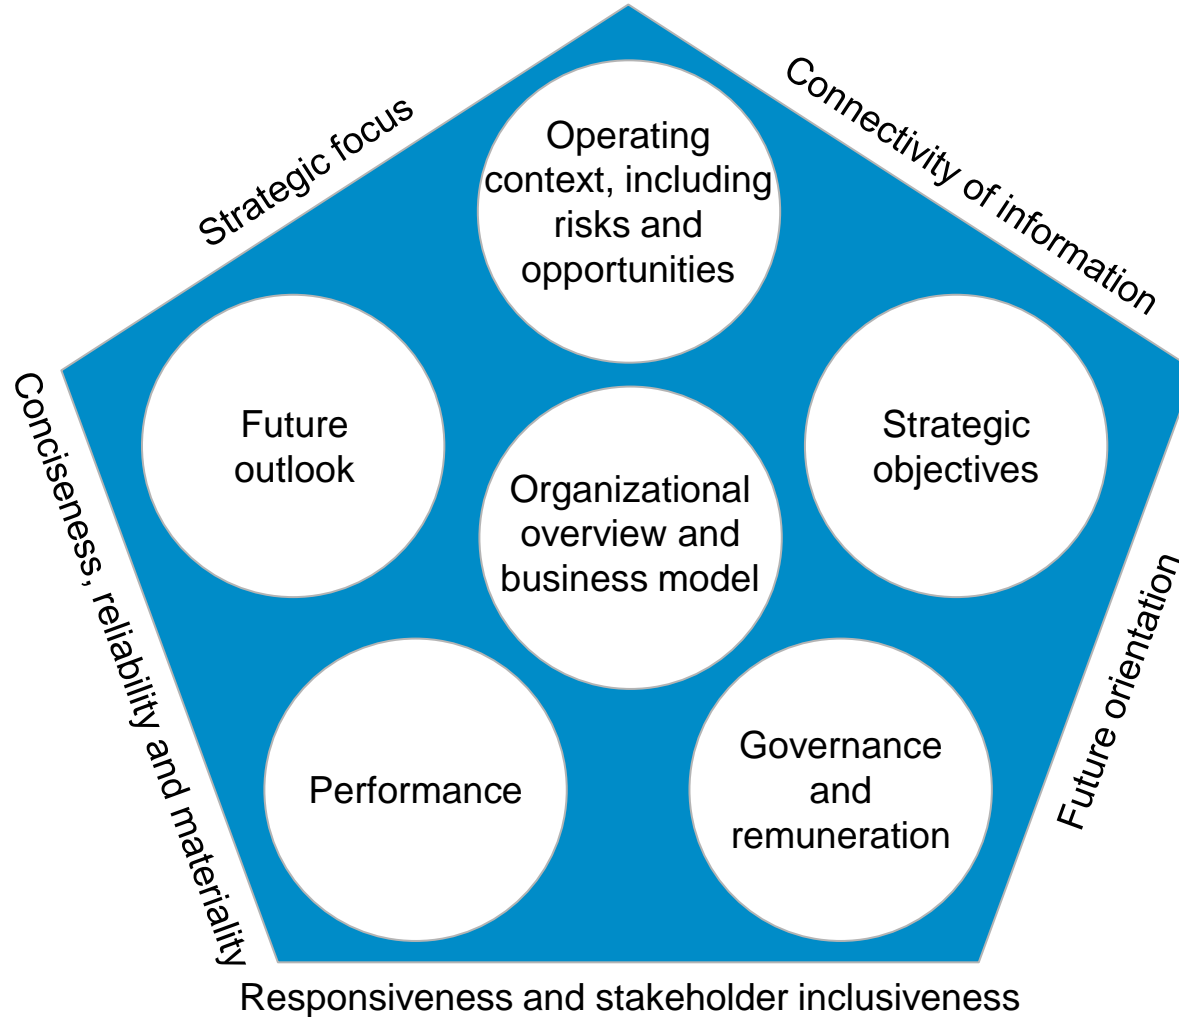 Strategic focus
Connectivity of information
Operating
context, including
risks and
opportunities
Future
outlook
Strategic
objectives
Organizational
overview and
business model
Conciseness, reliability and materiality
Future orientation
Performance
Governance
and
remuneration
Responsiveness and stakeholder inclusiveness